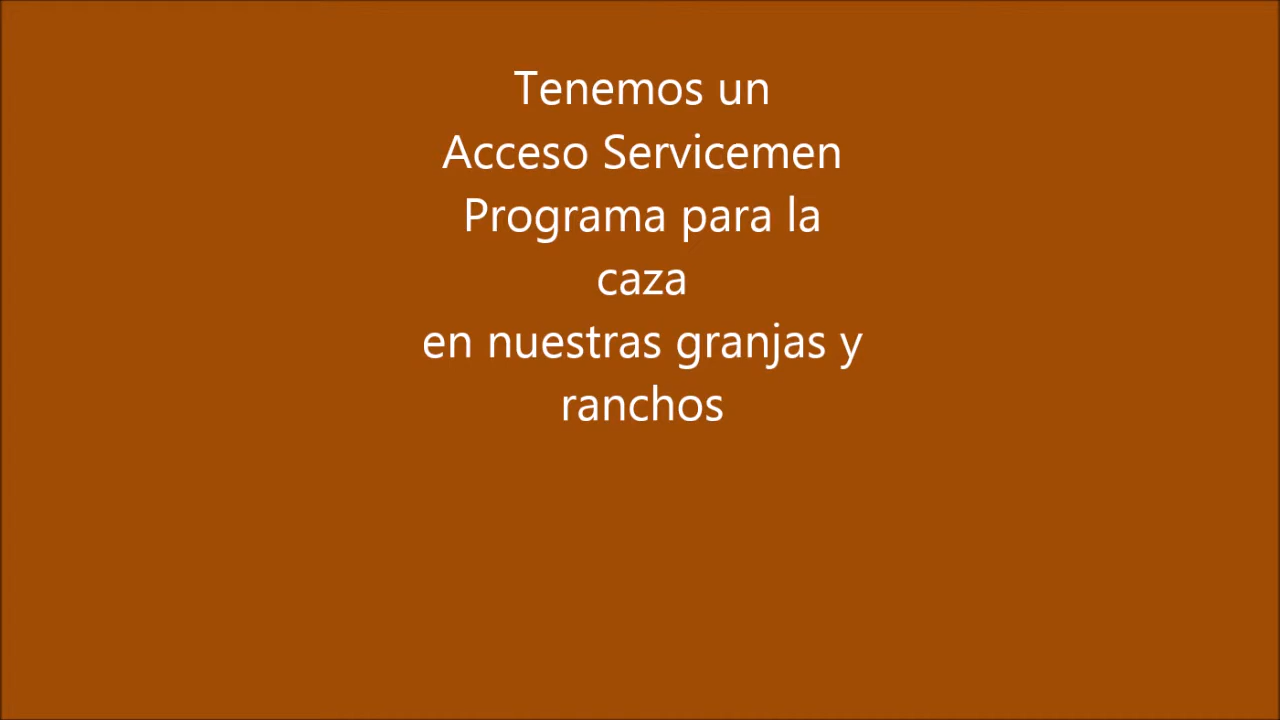 Tenemos un
Acceso Servicemen
Programa para la
caza
en nuestras granjas y
ranchos